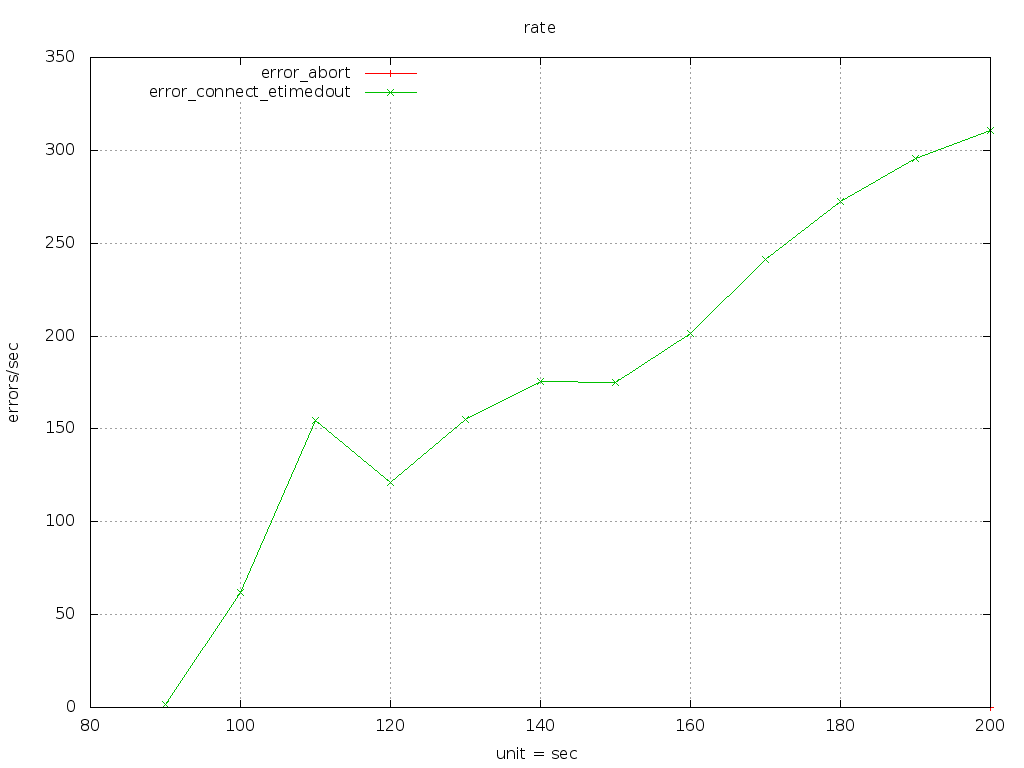 rate
error_abort
error_connect_etimedout
350
300
250
200
150
100
50
0
errors/sec
80 100 120 140 160 180 200
unit = sec